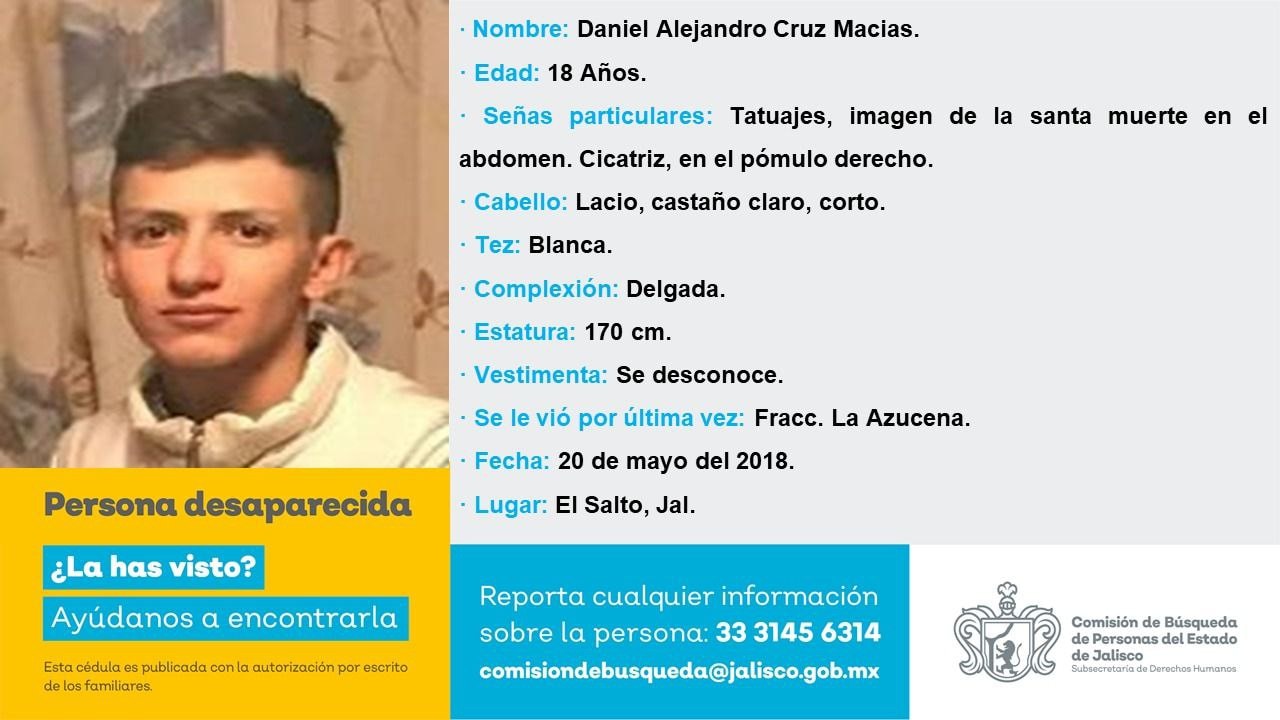 · Nombre: Daniel Alejandro Cruz Macias.
· Edad: 18 Años.
· Señas particulares: Tatuajes, imagen de la santa muerte en el
abdomen. Cicatriz, en el pómulo derecho.
· Cabello: Lacio, castaño claro, corto.
· Tez: Blanca.
· Complexión: Delgada.
· Estatura: 170 cm.
· Vestimenta: Se desconoce.
· Se le vió por última vez: Fracc. La Azucena.
· Fecha: 20 de mayo del 2018.
· Lugar: El Salto, Jal.
Persona desaparecida
¿La has visto?
Ayúdanos a encontrarla
Esta cédula es publicada con la autorización por escrito
de los familiares.
Reporta cualquier información
sobre la persona: 33 3145 6314
comisiondebusqueda@jalisco.gob.mx
Comisión de Búsqueda
de Personas del Estado
de Jalisco
Subsecretaría de Derechos Humanos